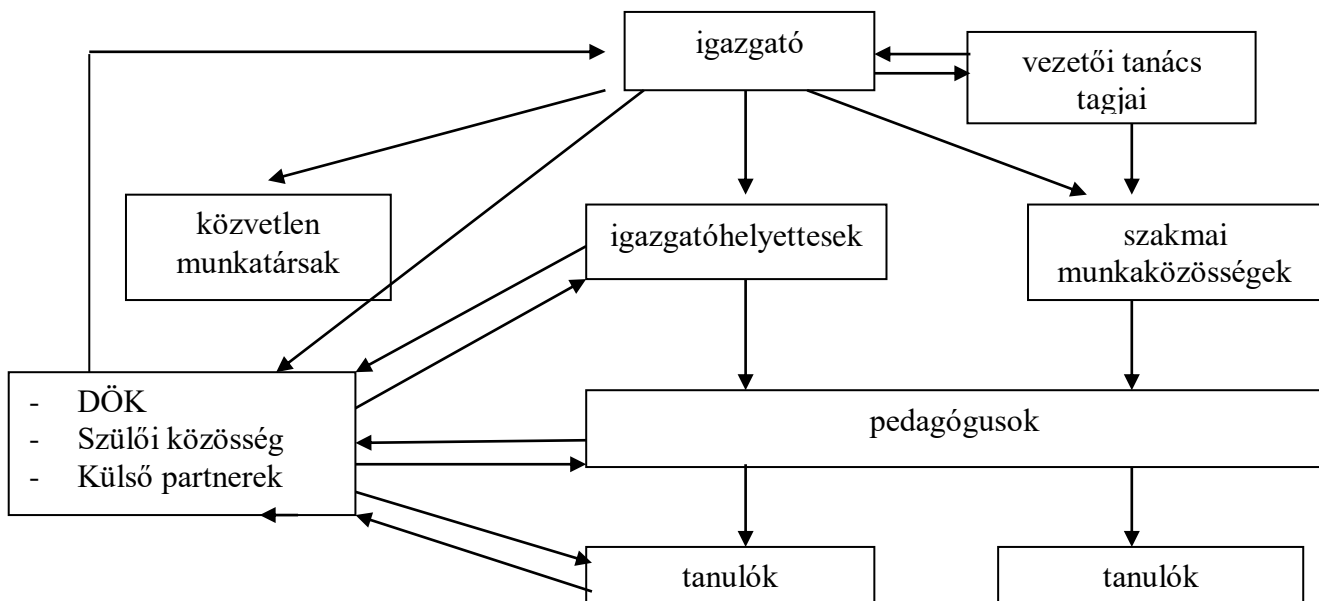 igazgató
vezetői tanács
tagjai
közvetlen
munkatársak
igazgatóhelyettesek
szakmai
munkaközösségek
- DÖK
- Szülői közösség
- Külső partnerek
pedagógusok
tanulók
tanulók